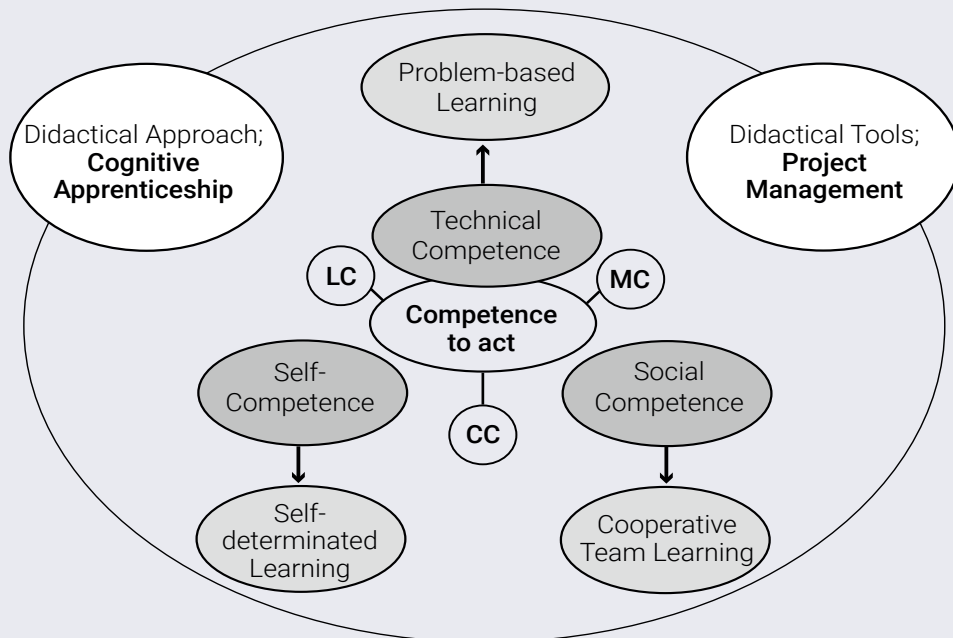 Problem-based
Learning
Didactical Approach;
Cognitive
Apprenticeship
Didactical Tools;
Project
Management
Technical
Competence
LC
MC
Competence
to act
Self-
Competence
Social
Competence
CC
Self-
determinated
Learning
Cooperative
Team Learning